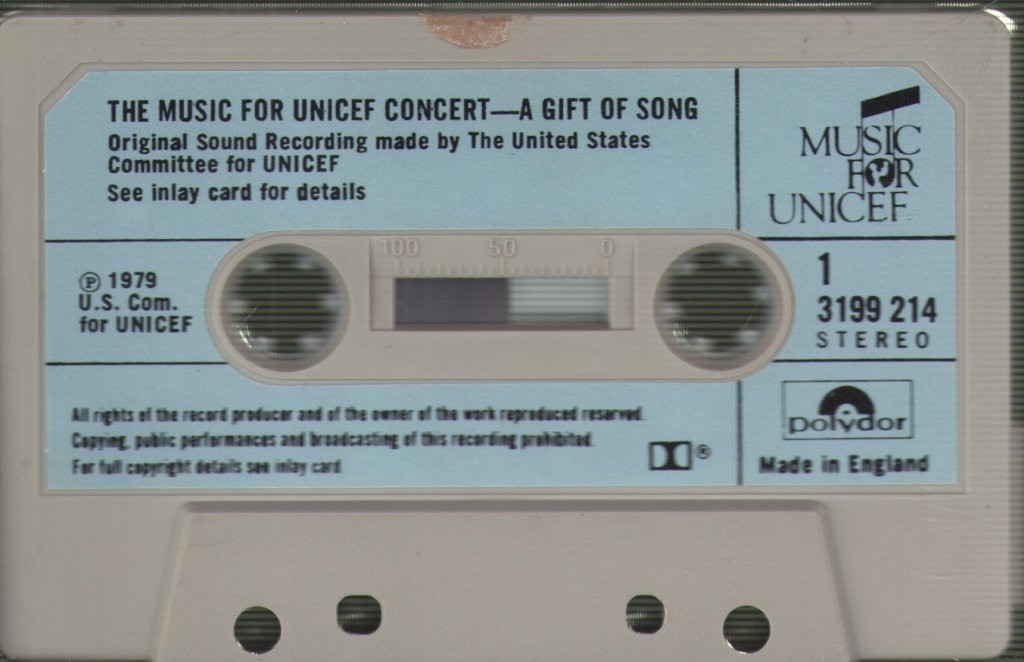 THE MUSIC FOR UNICEF CONCERT—A GIFT OF SONG
Original Sound Recording made by The United States
Committee for UNICEF
See inlay card for details
MUSIC
FOR
UNICEF
100 50 0
℗ 1979
U.S. Com.
for UNICEF
1
3199 214
STEREO
All rights of the record producer and of the owner of the work reproduced reserved.
Copying, public performances and broadcasting of this recording prohibited.
For full copyright details see inlay card
®
polydor
Made in England